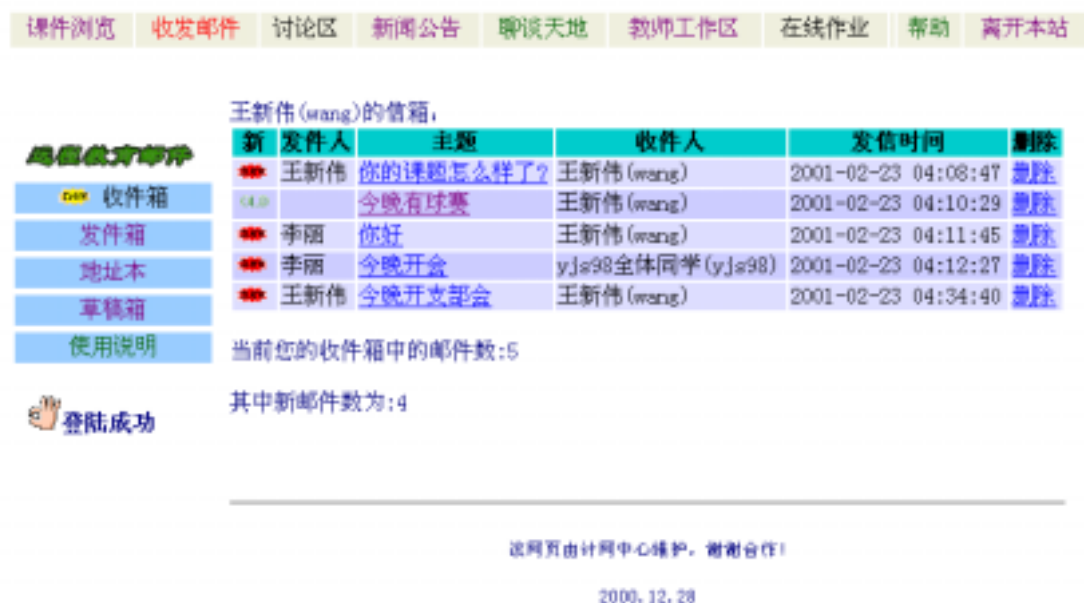 课件浏览 收发邮件 讨论区 新闻公告 聊谈天地 教师工作区 在线作业 帮助 离开本站
王新伟(wang)的信箱:
远程教育邮件
新 发件人 主题 收件人 发信时间 删除
王新伟 你的课题怎么样了? 王新伟(wang) 2001-02-23 04:08:47 删除
今晚有球赛 王新伟(wang) 2001-02-23 04:10:29 删除
李丽 你好 王新伟(wang) 2001-02-23 04:11:45 删除
李丽 今晚开会 yjs98全体同学(yjs98) 2001-02-23 04:12:27 删除
王新伟 今晚开支部会 王新伟(wang) 2001-02-23 04:34:40 删除
收件箱
发件箱
地址本
草稿箱
使用说明
当前您的收件箱中的邮件数:5
其中新邮件数为:4
登陆成功
该网页由计网中心维护，谢谢合作!
2000.12.28